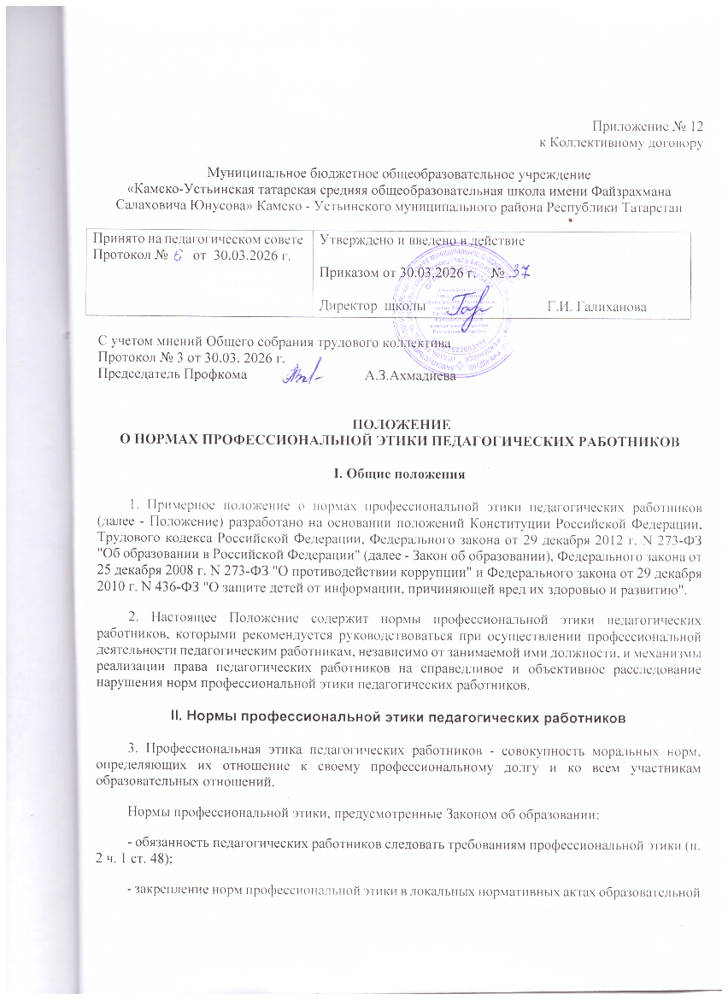 Приложение № 12
к Коллективному договору
Муниципальное бюджетное общеобразовательное учреждение
«Камско-Устьинская татарская средняя общеобразовательная школа имени Файзрахмана
Салаховича Юнусова» Камско - Устьинского муниципального района Республики Татарстан
Принято на педагогическом совете
Протокол № 6 от 30.03.2026 г.
Утверждено и введено в действие
Приказом от 30.03.2026 г. № 37
Директор школы Г.И. Галиханова
С учетом мнений Общего собрания трудового коллектива
Протокол № 3 от 30.03. 2026 г.
Председатель Профкома А.З.Ахмадиева
ПОЛОЖЕНИЕ
О НОРМАХ ПРОФЕССИОНАЛЬНОЙ ЭТИКИ ПЕДАГОГИЧЕСКИХ РАБОТНИКОВ
I. Общие положения
1. Примерное положение о нормах профессиональной этики педагогических работников
(далее - Положение) разработано на основании положений Конституции Российской Федерации,
Трудового кодекса Российской Федерации, Федерального закона от 29 декабря 2012 г. N 273-ФЗ
"Об образовании в Российской Федерации" (далее - Закон об образовании), Федерального закона от
25 декабря 2008 г. N 273-ФЗ "О противодействии коррупции" и Федерального закона от 29 декабря
2010 г. N 436-ФЗ "О защите детей от информации, причиняющей вред их здоровью и развитию".
2. Настоящее Положение содержит нормы профессиональной этики педагогических
работников, которыми рекомендуется руководствоваться при осуществлении профессиональной
деятельности педагогическим работникам, независимо от занимаемой ими должности, и механизмы
реализации права педагогических работников на справедливое и объективное расследование
нарушения норм профессиональной этики педагогических работников.
II. Нормы профессиональной этики педагогических работников
3. Профессиональная этика педагогических работников - совокупность моральных норм,
определяющих их отношение к своему профессиональному долгу и ко всем участникам
образовательных отношений.
Нормы профессиональной этики, предусмотренные Законом об образовании:
- обязанность педагогических работников следовать требованиям профессиональной этики (п.
2 ч. 1 ст. 48);
- закрепление норм профессиональной этики в локальных нормативных актах образовательной